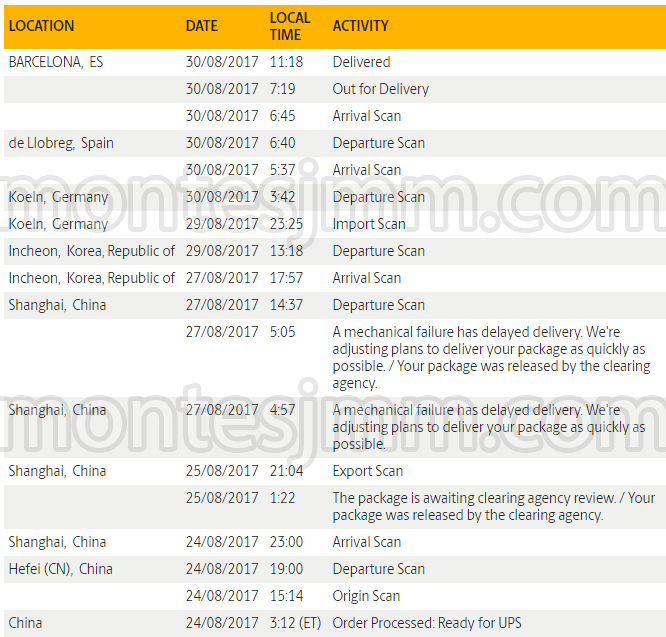 LOCATION DATE LOCAL TIME ACTIVITY
BARCELONA, ES 30/08/2017 11:18 Delivered
30/08/2017 7:19 Out for Delivery
30/08/2017 6:45 Arrival Scan
de Llobreg, Spain 30/08/2017 6:40 Departure Scan
30/08/2017 5:37 Arrival Scan
Koeln, Germany 30/08/2017 3:42 Departure Scan
Koeln, Germany 29/08/2017 23:25 Import Scan
Incheon, Korea, Republic of 29/08/2017 13:18 Departure Scan
Incheon, Korea, Republic of 27/08/2017 17:57 Arrival Scan
Shanghai, China 27/08/2017 14:37 Departure Scan
27/08/2017 5:05 A mechanical failure has delayed delivery. We're
adjusting plans to deliver your package as quickly as
possible. / Your package was released by the clearing
agency.
Shanghai, China 27/08/2017 4:57 A mechanical failure has delayed delivery. We're
adjusting plans to deliver your package as quickly as
possible.
Shanghai, China 25/08/2017 21:04 Export Scan
25/08/2017 1:22 The package is awaiting clearing agency review. / Your
package was released by the clearing agency.
Shanghai, China 24/08/2017 23:00 Arrival Scan
Hefei (CN), China 24/08/2017 19:00 Departure Scan
24/08/2017 15:14 Origin Scan
China 24/08/2017 3:12 (ET) Order Processed: Ready for UPS
montesjmm.com
montesjmm.com